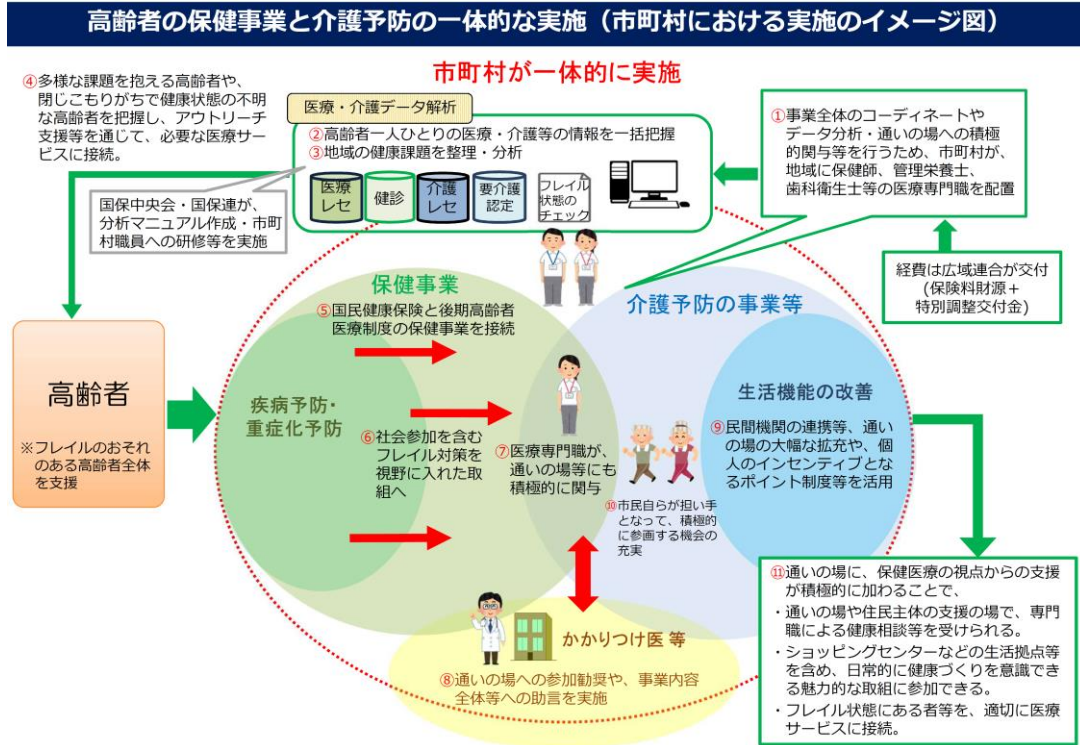 高齢者の保健事業と介護予防の一体的な実施（市町村における実施のイメージ図）
市町村が一体的に実施
④多様な課題を抱える高齢者や、
閉じこもりがちで健康状態の不明
な高齢者を把握し、アウトリーチ
支援等を通じて、必要な医療サー
ビスに接続。
医療・介護データ解析
②高齢者一人ひとりの医療・介護等の情報を一括把握
③地域の健康課題を整理・分析
医療
レセ
健診
介護
レセ
要介護
認定
フレイル
状態の
チェック
①事業全体のコーディネートや
データ分析・通いの場への積極
的関与等を行うため、市町村が、
地域に保健師、管理栄養士、
歯科衛生士等の医療専門職を配置
国保中央会・国保連が、
分析マニュアル作成・市町
村職員への研修等を実施
経費は広域連合が交付
(保険料財源＋
特別調整交付金)
保健事業
⑤国民健康保険と後期高齢者
医療制度の保健事業を接続
介護予防の事業等
高齢者
※フレイルのおそれ
のある高齢者全体
を支援
疾病予防・
重症化予防
⑥社会参加を含む
フレイル対策を
視野に入れた取
組へ
⑦医療専門職が、
通いの場等にも
積極的に関与
生活機能の改善
⑨民間機関の連携等、通い
の場の大幅な拡充や、個
人のインセンティブとな
るポイント制度等を活用
⑩市民自らが担い手
となって、積極的
に参画する機会の
充実
かかりつけ医 等
⑧通いの場への参加勧奨や、事業内容
全体等への助言を実施
⑪通いの場に、保健医療の視点からの支援
が積極的に加わることで、
・通いの場や住民主体の支援の場で、専門
職による健康相談等を受けられる。
・ショッピングセンターなどの生活拠点等
を含め、日常的に健康づくりを意識でき
る魅力的な取組に参加できる。
・フレイル状態にある者等を、適切に医療
サービスに接続。